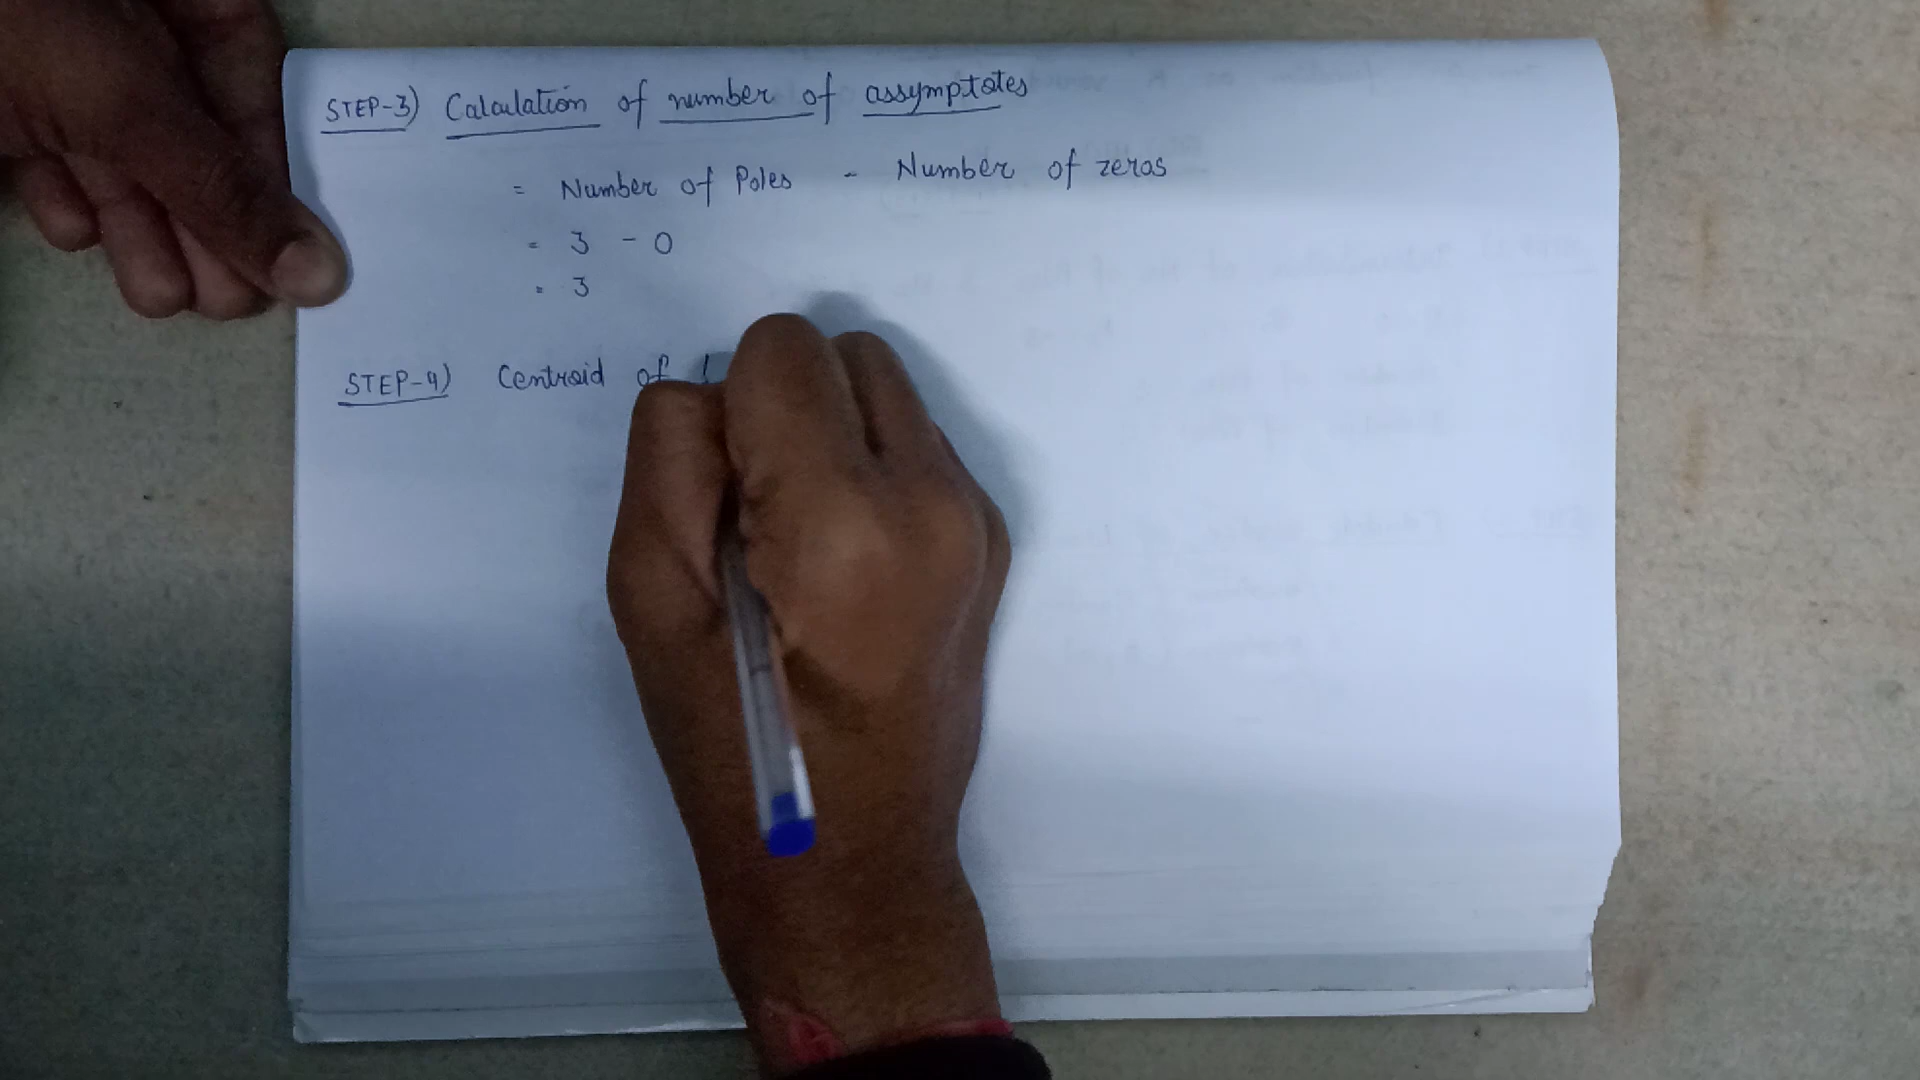 STEP-3) Calculation of number of assymptotes
= Number of Poles - Number of zeros
= 3 - 0
= 3
STEP-4) Centroid of